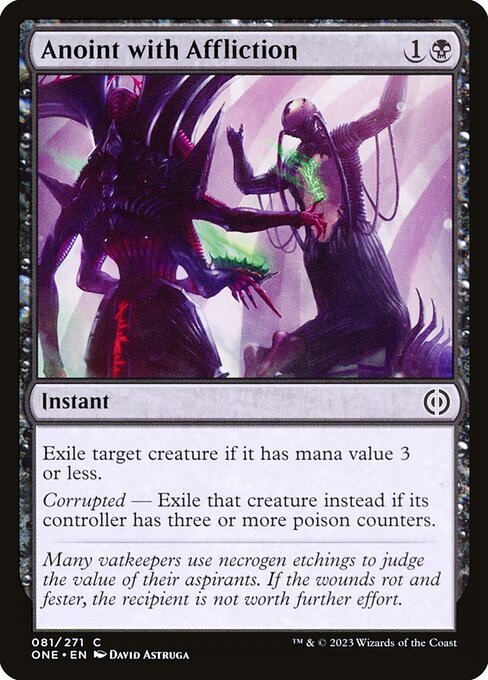 Anoint with Affliction 1
Instant
Exile target creature if it has mana value 3
or less.
Corrupted — Exile that creature instead if its
controller has three or more poison counters.
Many vatkeepers use necrogen etchings to judge
the value of their aspirants. If the wounds rot and
fester, the recipient is not worth further effort.
081/271 C
ONE • EN DAVID ASTRUGA
™ & © 2023 Wizards of the Coast